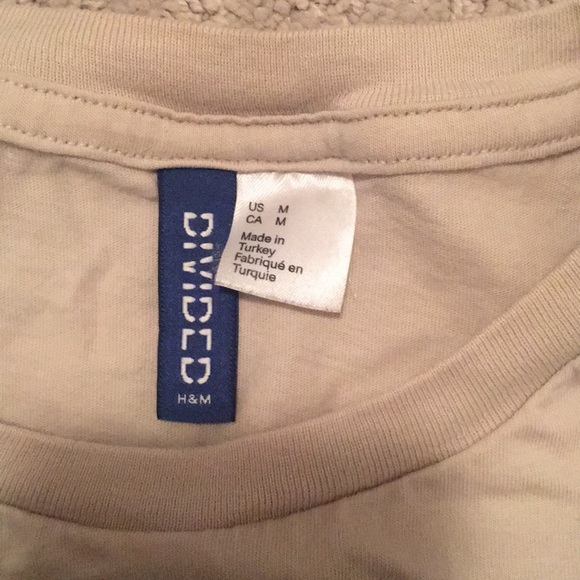 DIVIDED
H&M
US M
CA M
Made in
Turkey
Fabriqué en
Turquie